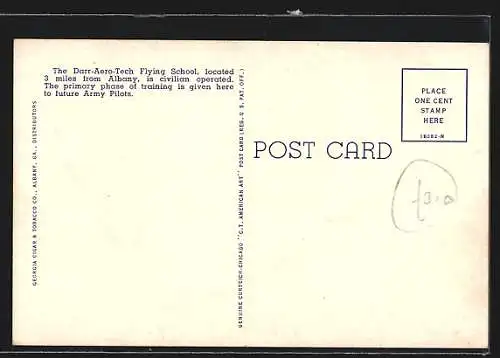 The Darr-Aero-Tech Flying School, located
3 miles from Albany, is civilian operated.
The primary phase of training is given here
to future Army Pilots.
GEORGIA CIGAR & TOBACCO CO., ALBANY, GA., DISTRIBUTORS
GENUINE CURTEICH-CHICAGO "C.T. AMERICAN ART" POST CARD (REG. U. S. PAT. OFF.)
POST CARD
PLACE
ONE CENT
STAMP
HERE